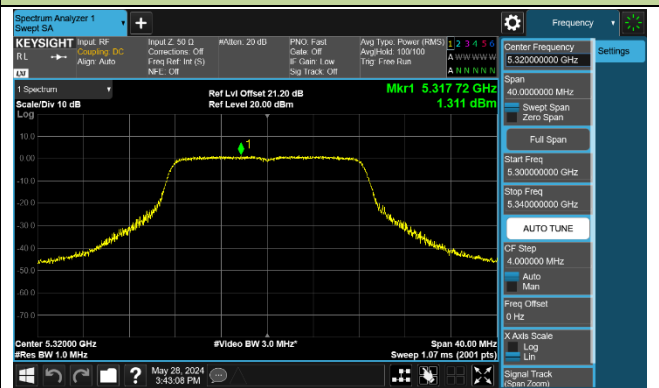 Spectrum Analyzer 1
Swept SA
Frequency
KEYSIGHT
RL
LXI
Input: RF
Coupling: DC
Align: Auto
Input Z: 50 Ω
Corrections: Off
Freq Ref: Int (S)
NFE: Off
#Atten: 20 dB
PNO: Fast
Gate: Off
IF Gain: Low
Sig Track: Off
Avg Type: Power (RMS)
Avg|Hold: 100/100
Trig: Free Run
1 2 3 4 5 6
A W W W W W
A N N N N N
1 Spectrum
Scale/Div 10 dB
Log
Ref Lvl Offset 21.20 dB
Ref Level 20.00 dBm
Mkr1 5.317 72 GHz
1.311 dBm
1
10.0
0.00
-10.0
-20.0
-30.0
-40.0
-50.0
-60.0
-70.0
Center 5.32000 GHz
#Res BW 1.0 MHz
#Video BW 3.0 MHz*
Span 40.00 MHz
Sweep 1.07 ms (2001 pts)
May 28, 2024
3:43:08 PM
Center Frequency
5.320000000 GHz
Settings
Span
40.0000000 MHz
Swept Span
Zero Span
Full Span
Start Freq
5.300000000 GHz
Stop Freq
5.340000000 GHz
AUTO TUNE
CF Step
4.000000 MHz
Auto
Man
Freq Offset
0 Hz
X Axis Scale
Log
Lin
Signal Track
(Span Zoom)